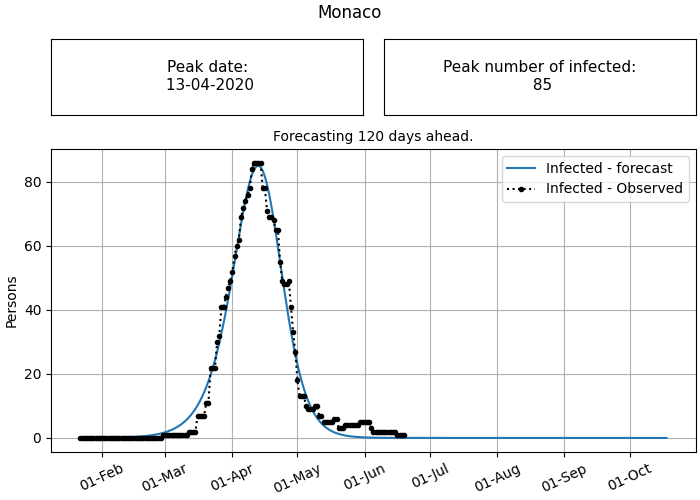 Monaco
Peak date:
13-04-2020
Peak number of infected:
85
Forecasting 120 days ahead.
Infected - forecast
Infected - Observed
80
60
40
20
0
Persons
01-Feb
01-Mar
01-Apr
01-May
01-Jun
01-Jul
01-Aug
01-Sep
01-Oct